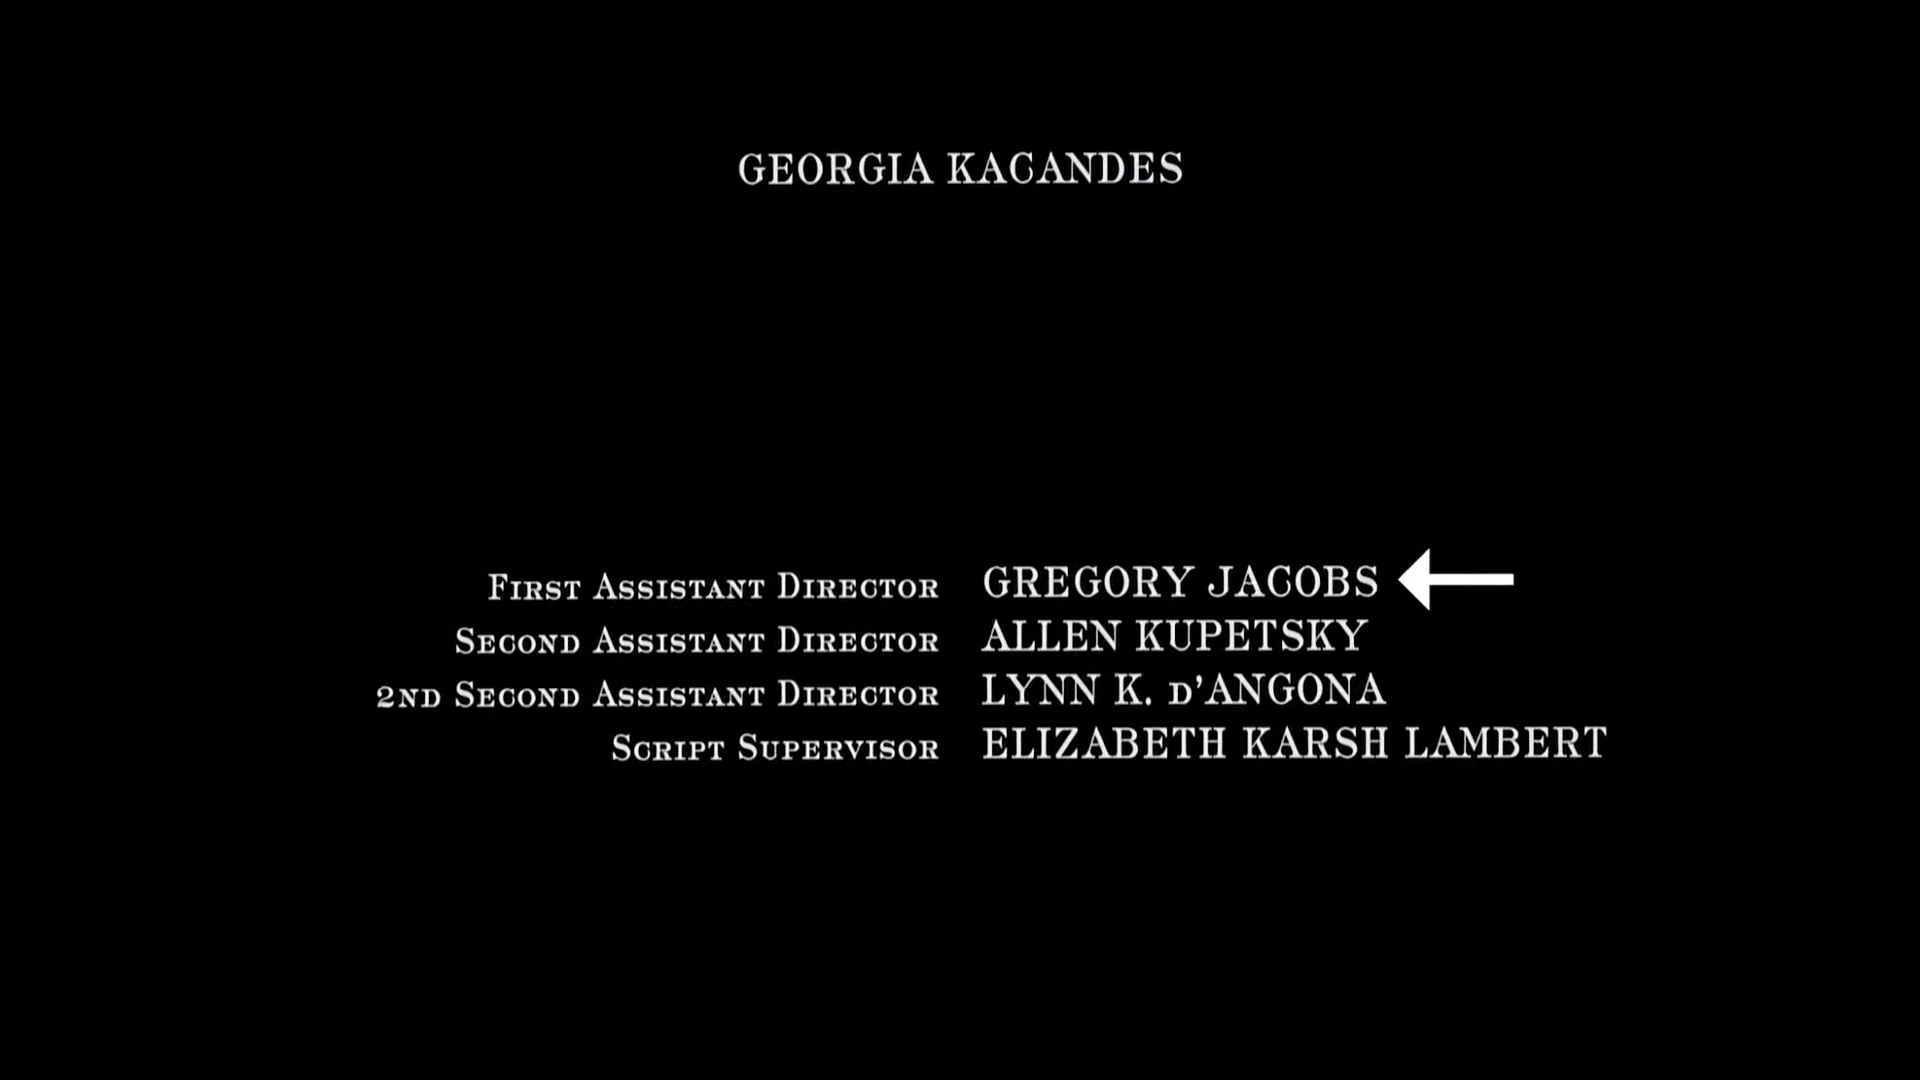 GEORGIA KACANDES
First Assistant Director GREGORY JACOBS
Second Assistant Director ALLEN KUPETSKY
2nd Second Assistant Director LYNN K. d'ANGONA
Script Supervisor ELIZABETH KARSH LAMBERT